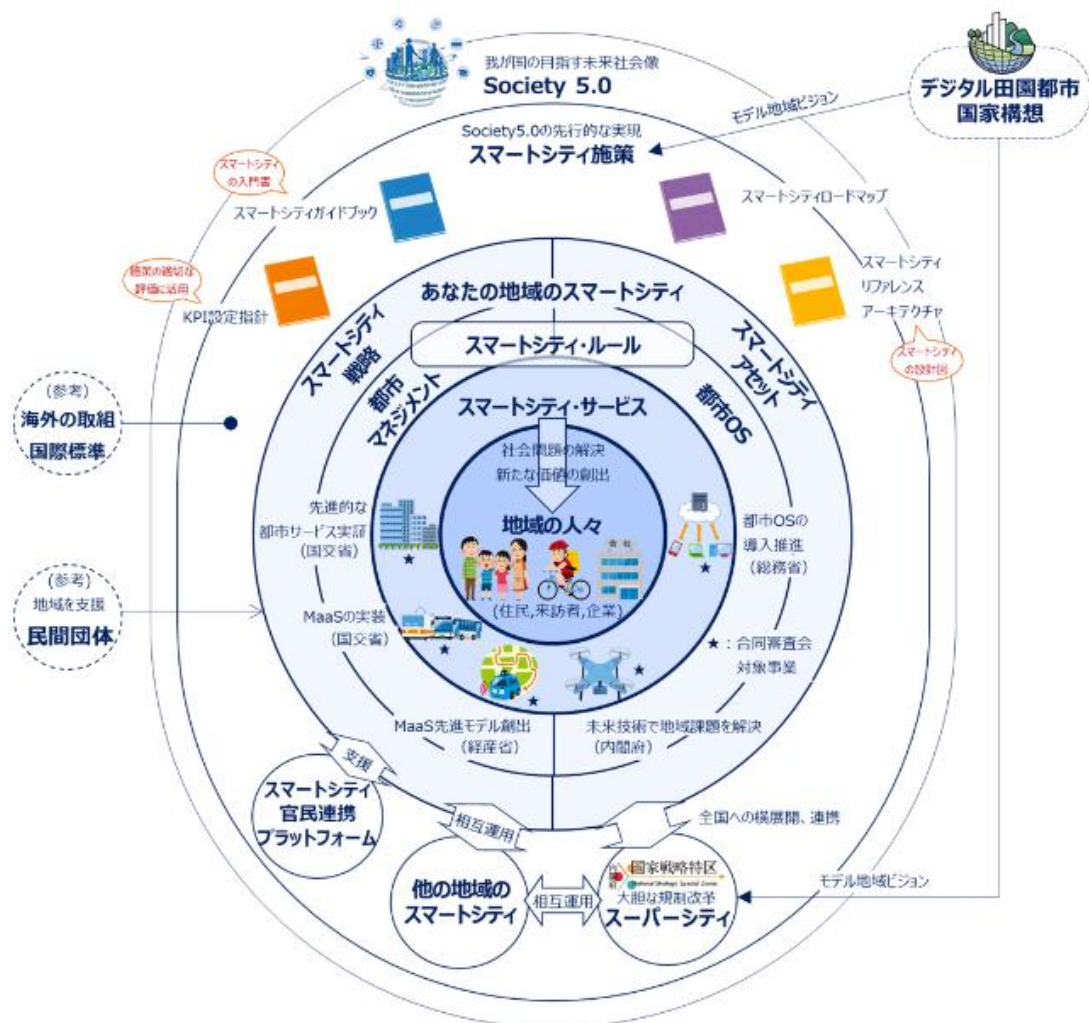 我が国の目指す未来社会像
Society 5.0
デジタル田園都市
国家構想
モデル地域ビジョン
Society5.0の先行的な実現
スマートシティ施策
スマートシティ
の入門書
スマートシティガイドブック
スマートシティロードマップ
施策の適切な
評価に活用
KPI設定指針
スマートシティ
リファレンス
アーキテクチャ
スマートシティ
の設計図
あなたの地域のスマートシティ
スマートシティ・ルール
スマートシティ
戦略
都市
マネジメント
スマートシティ
アセット
都市OS
スマートシティ・サービス
社会問題の解決
新たな価値の創出
地域の人々
会社
(住民,来訪者,企業)
(参考)
海外の取組
国際標準
(参考)
地域を支援
民間団体
先進的な
都市サービス実証
(国交省)
★
都市OSの
導入推進
(総務省)
★
MaaSの実装
(国交省)
★
★:合同審査会
対象事業
MaaS先進モデル創出
(経産省)
★
未来技術で地域課題を解決
(内閣府)
★
支援
スマートシティ
官民連携
プラットフォーム
相互運用
全国への横展開、連携
他の地域の
スマートシティ
相互運用
国家戦略特区
National Strategic Special Zones
大胆な規制改革
スーパーシティ
モデル地域ビジョン